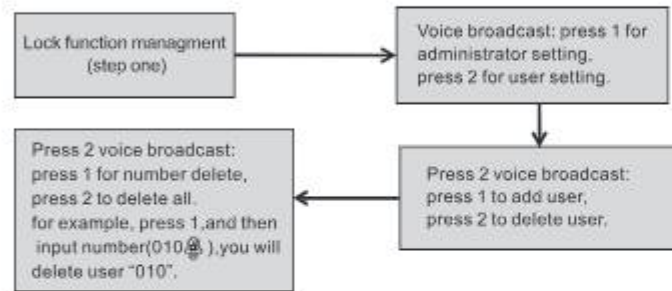 Lock function managment
(step one)
Voice broadcast: press 1 for
administrator setting,
press 2 for user setting.
Press 2 voice broadcast:
press 1 to add user,
press 2 to delete user.
Press 2 voice broadcast:
press 1 for number delete,
press 2 to delete all.
for example, press 1,and then
input number(010, ),you will
delete user “010”.